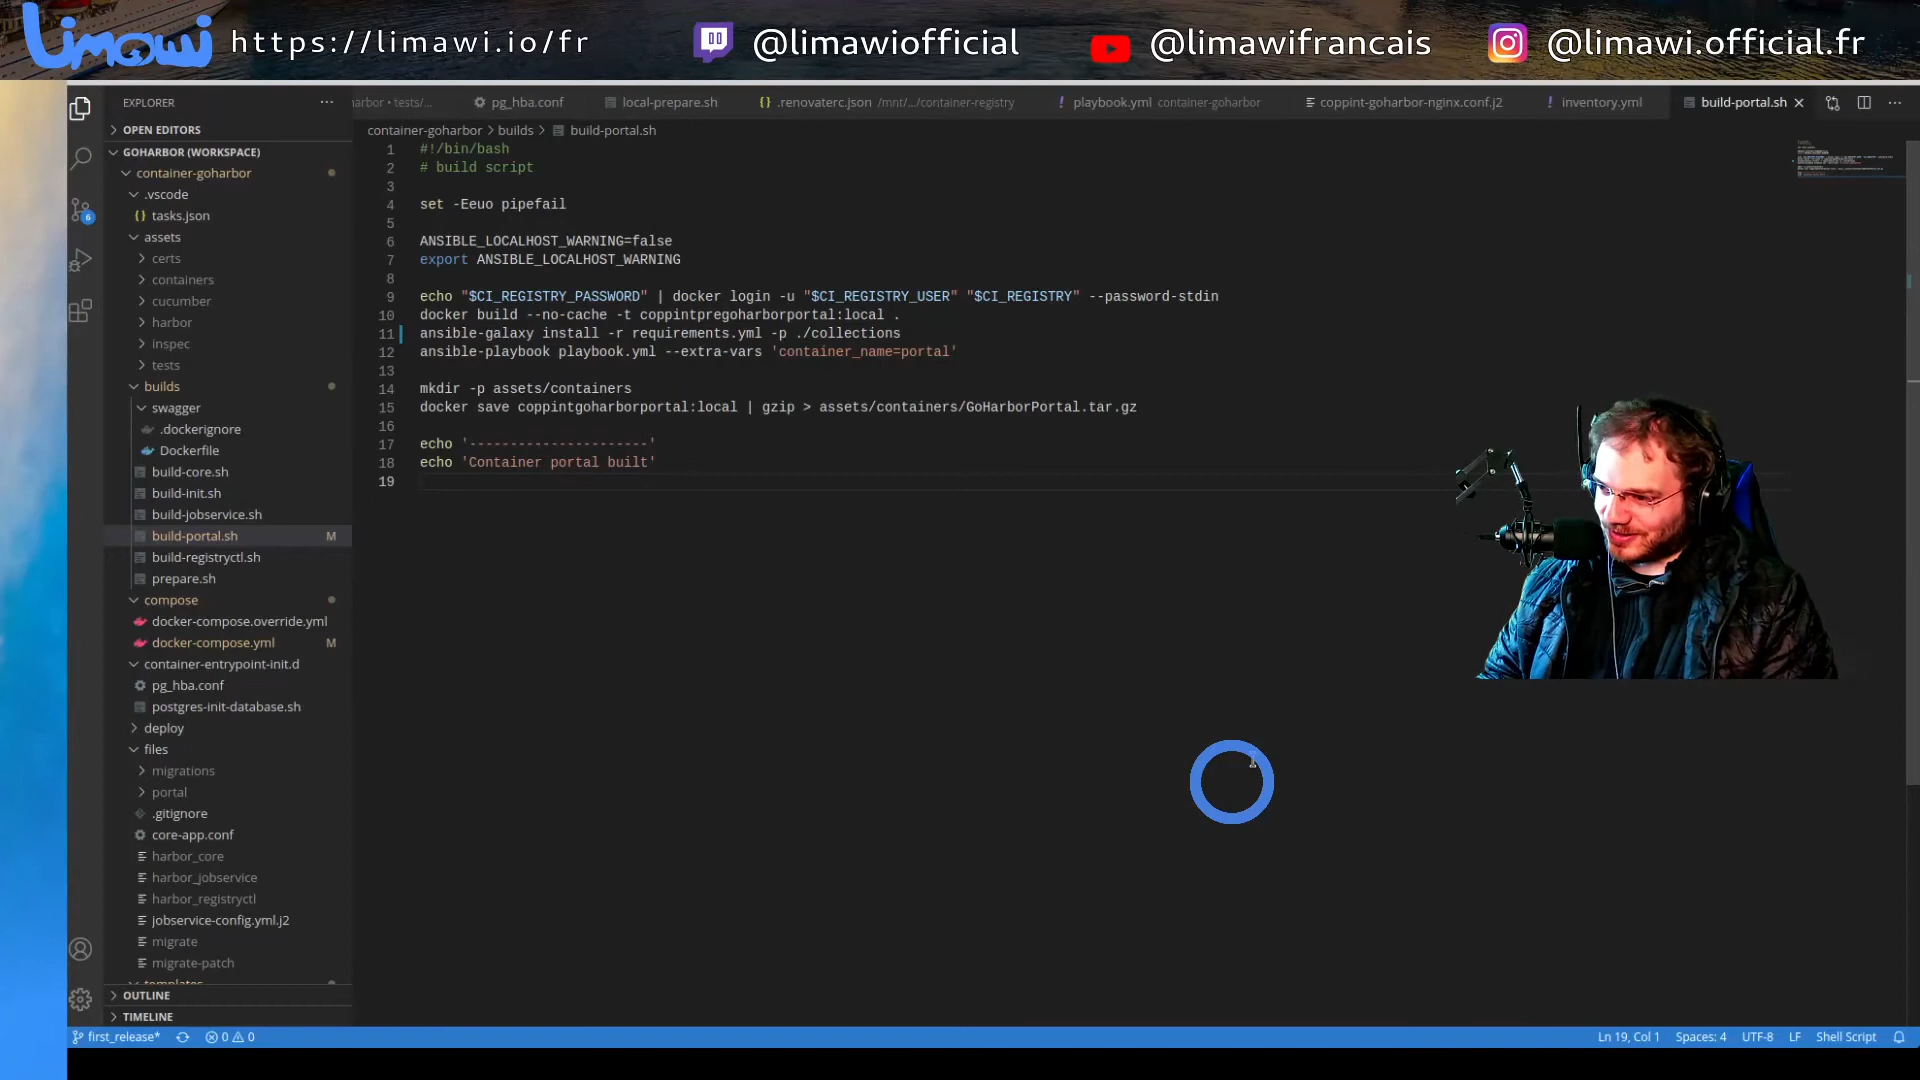 Limawi https://limawi.io/fr @limawiofficial @limawifrancais @limawi.official.fr
EXPLORER ··· arbor • tests/... pg_hba.conf local-prepare.sh .renovaterc.json /mnt/.../container-registry playbook.yml container-goharbor coppint-goharbor-nginx.conf.j2 inventory.yml build-portal.sh ···
OPEN EDITORS
container-goharbor > builds > build-portal.sh
GOHARBOR (WORKSPACE)
container-goharbor
.vscode
tasks.json
assets
certs
containers
cucumber
harbor
inspec
tests
builds
swagger
.dockerignore
Dockerfile
build-core.sh
build-init.sh
build-jobservice.sh
build-portal.sh M
build-registryctl.sh
prepare.sh
compose
docker-compose.override.yml
docker-compose.yml M
container-entrypoint-init.d
pg_hba.conf
postgres-init-database.sh
deploy
files
migrations
portal
.gitignore
core-app.conf
harbor_core
harbor_jobservice
harbor_registryctl
jobservice-config.yml.j2
migrate
migrate-patch
templates
OUTLINE
TIMELINE
6
1 #!/bin/bash
2 # build script
3
4 set -Eeuo pipefail
5
6 ANSIBLE_LOCALHOST_WARNING=false
7 export ANSIBLE_LOCALHOST_WARNING
8
9 echo "$CI_REGISTRY_PASSWORD" | docker login -u "$CI_REGISTRY_USER" "$CI_REGISTRY" --password-stdin
10 docker build --no-cache -t coppintpregoharborportal:local .
11 ansible-galaxy install -r requirements.yml -p ./collections
12 ansible-playbook playbook.yml --extra-vars 'container_name=portal'
13
14 mkdir -p assets/containers
15 docker save coppintgoharborportal:local | gzip > assets/containers/GoHarborPortal.tar.gz
16
17 echo '----------------------'
18 echo 'Container portal built'
19
first_release* 0 0 Ln 19, Col 1 Spaces: 4 UTF-8 LF Shell Script